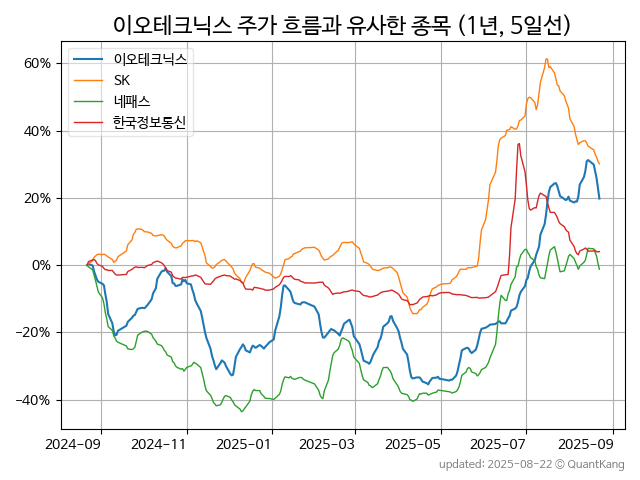 이오테크닉스 주가 흐름과 유사한 종목 (1년, 5일선)
이오테크닉스
SK
네패스
한국정보통신
60%
40%
20%
0%
−20%
−40%
2024-09
2024-11
2025-01
2025-03
2025-05
2025-07
2025-09
updated: 2025-08-22 © QuantKang